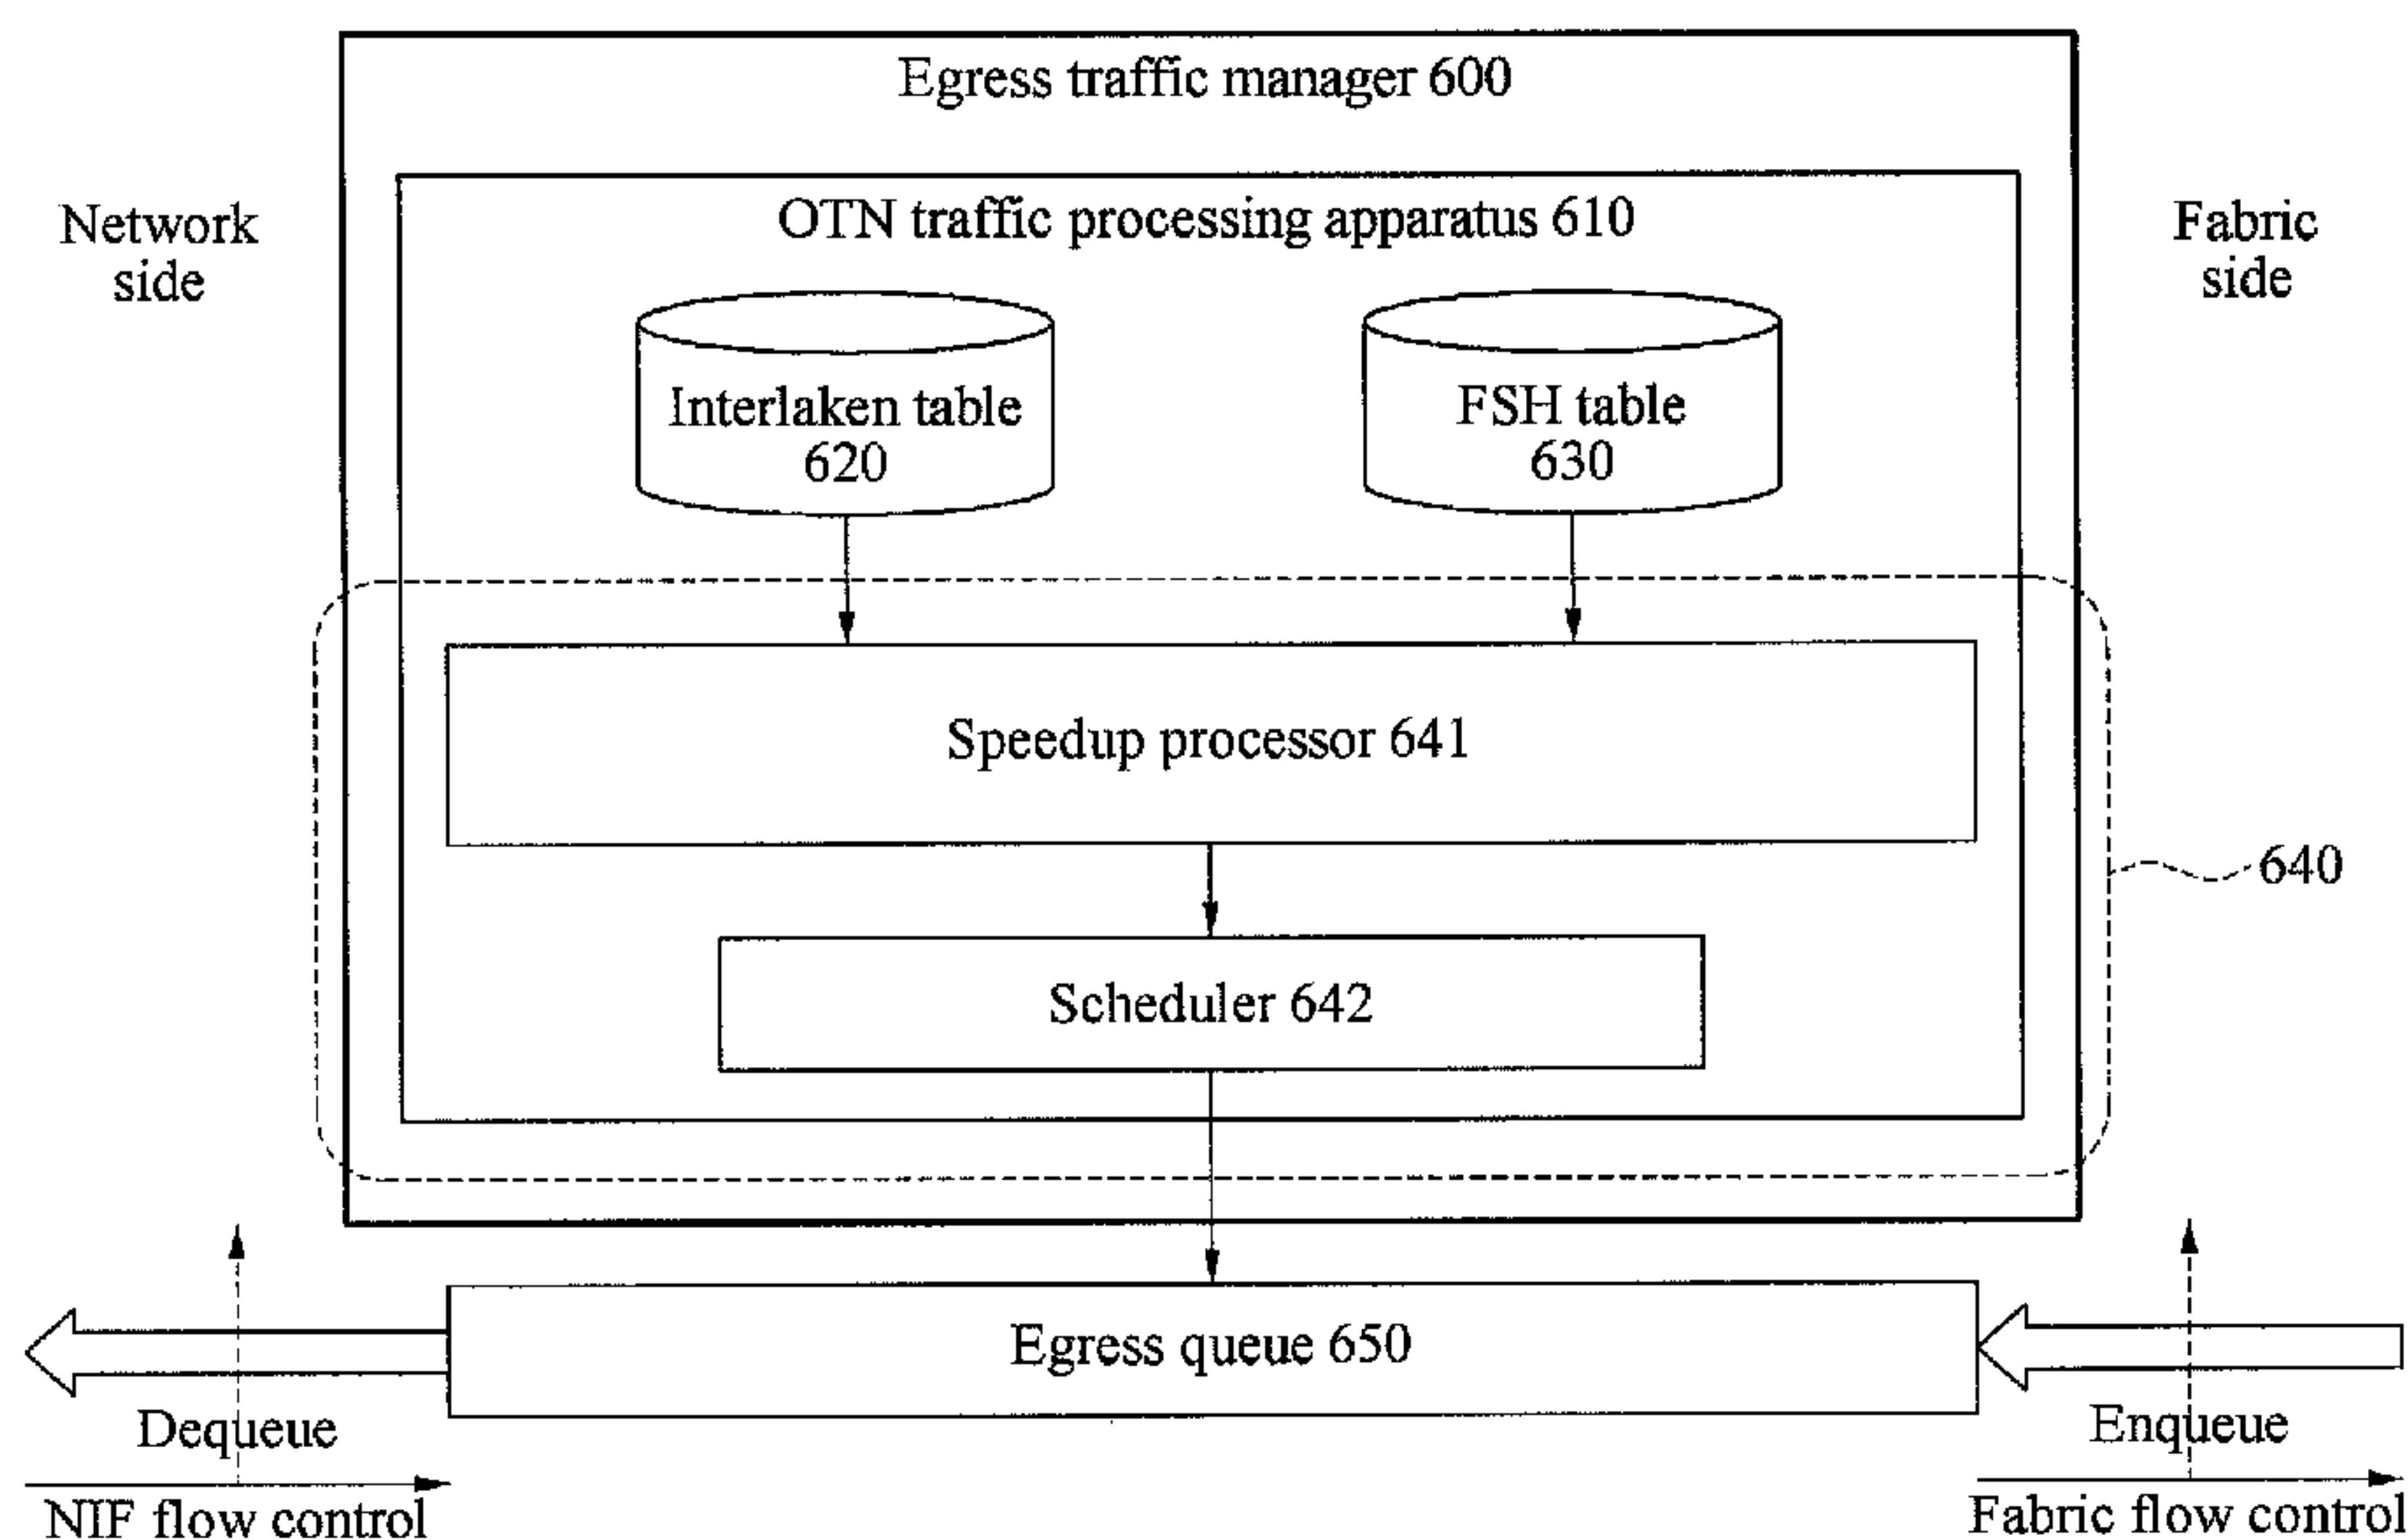 Egress traffic manager 600
OTN traffic processing apparatus 610
Network
side
Fabric
side
Interlaken table
620
FSH table
630
Speedup processor 641
640
Scheduler 642
Egress queue 650
Dequeue
Enqueue
NIF flow control
Fabric flow control